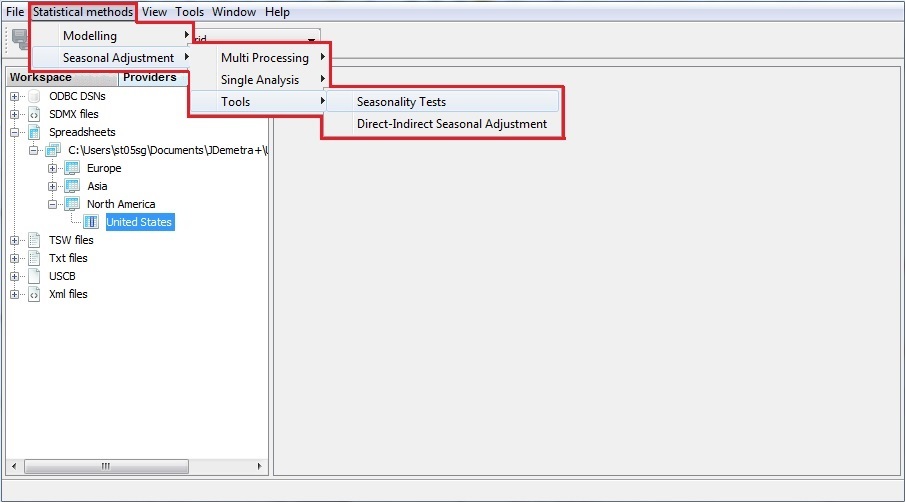 File Statistical methods View Tools Window Help
Modelling
Seasonal Adjustment
Multi Processing
Single Analysis
Tools
Seasonality Tests
Direct-Indirect Seasonal Adjustment
Workspace Providers
ODBC DSNs
SDMX files
Spreadsheets
C:\Users\st05sg\Documents\JDemetra+\
Europe
Asia
North America
United States
TSW files
Txt files
USCB
Xml files